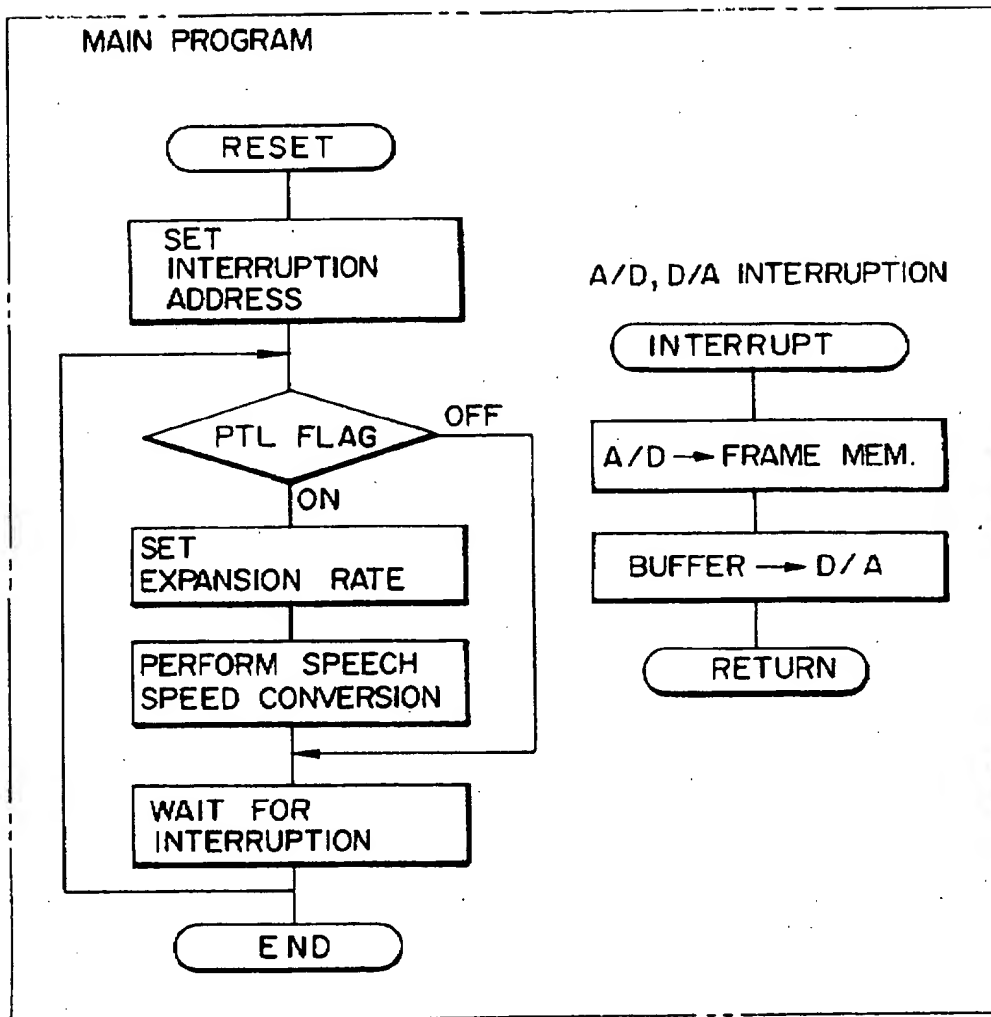 MAIN PROGRAM
RESET
SET
INTERRUPTION
ADDRESS
PTL FLAG
OFF
ON
SET
EXPANSION RATE
PERFORM SPEECH
SPEED CONVERSION
WAIT FOR
INTERRUPTION
END
A/D, D/A INTERRUPTION
INTERRUPT
A/D → FRAME MEM.
BUFFER → D/A
RETURN